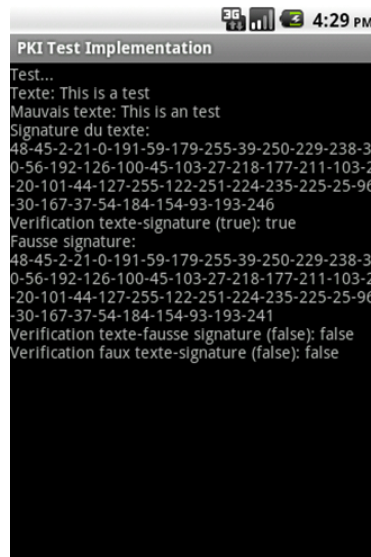 3G 4:29 PM
PKI Test Implementation
Test...
Texte: This is a test
Mauvais texte: This is an test
Signature du texte:
48-45-2-21-0-191-59-179-255-39-250-229-238-3
0-56-192-126-100-45-103-27-218-177-211-103-2
-20-101-44-127-255-122-251-224-235-225-25-96
-30-167-37-54-184-154-93-193-246
Verification texte-signature (true): true
Fausse signature:
48-45-2-21-0-191-59-179-255-39-250-229-238-3
0-56-192-126-100-45-103-27-218-177-211-103-2
-20-101-44-127-255-122-251-224-235-225-25-96
-30-167-37-54-184-154-93-193-241
Verification texte-fausse signature (false): false
Verification faux texte-signature (false): false